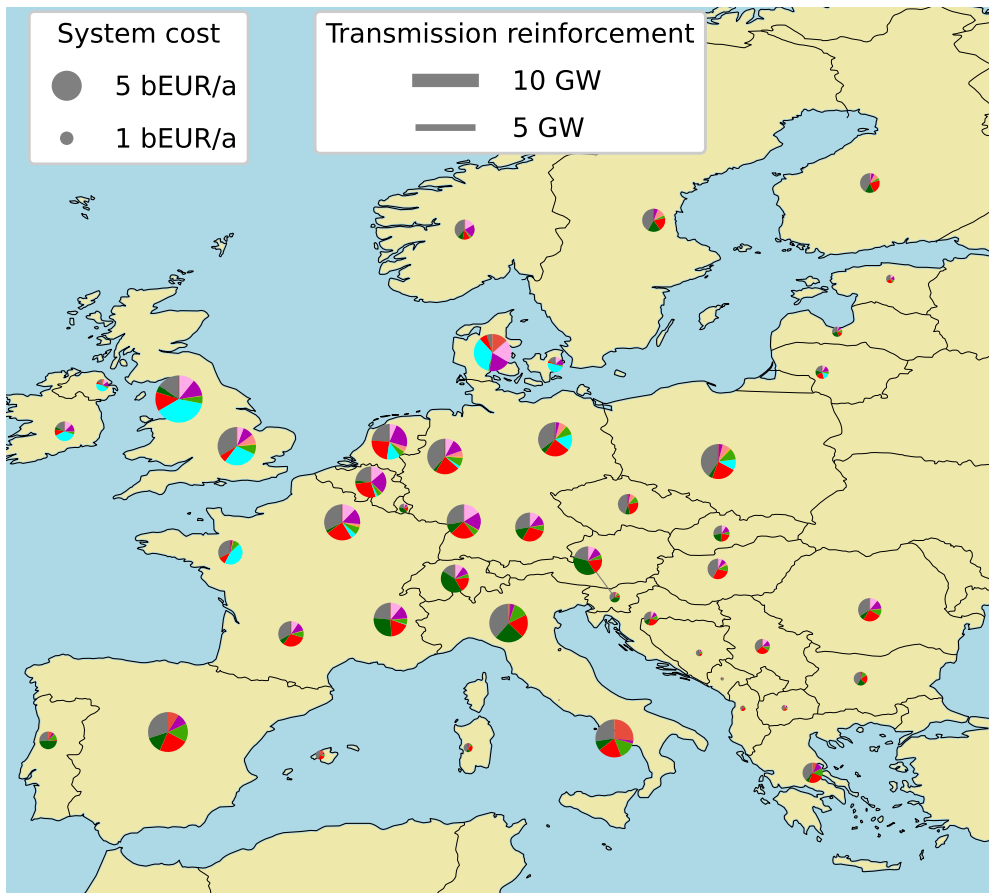 System cost
5 bEUR/a
1 bEUR/a
Transmission reinforcement
10 GW
5 GW